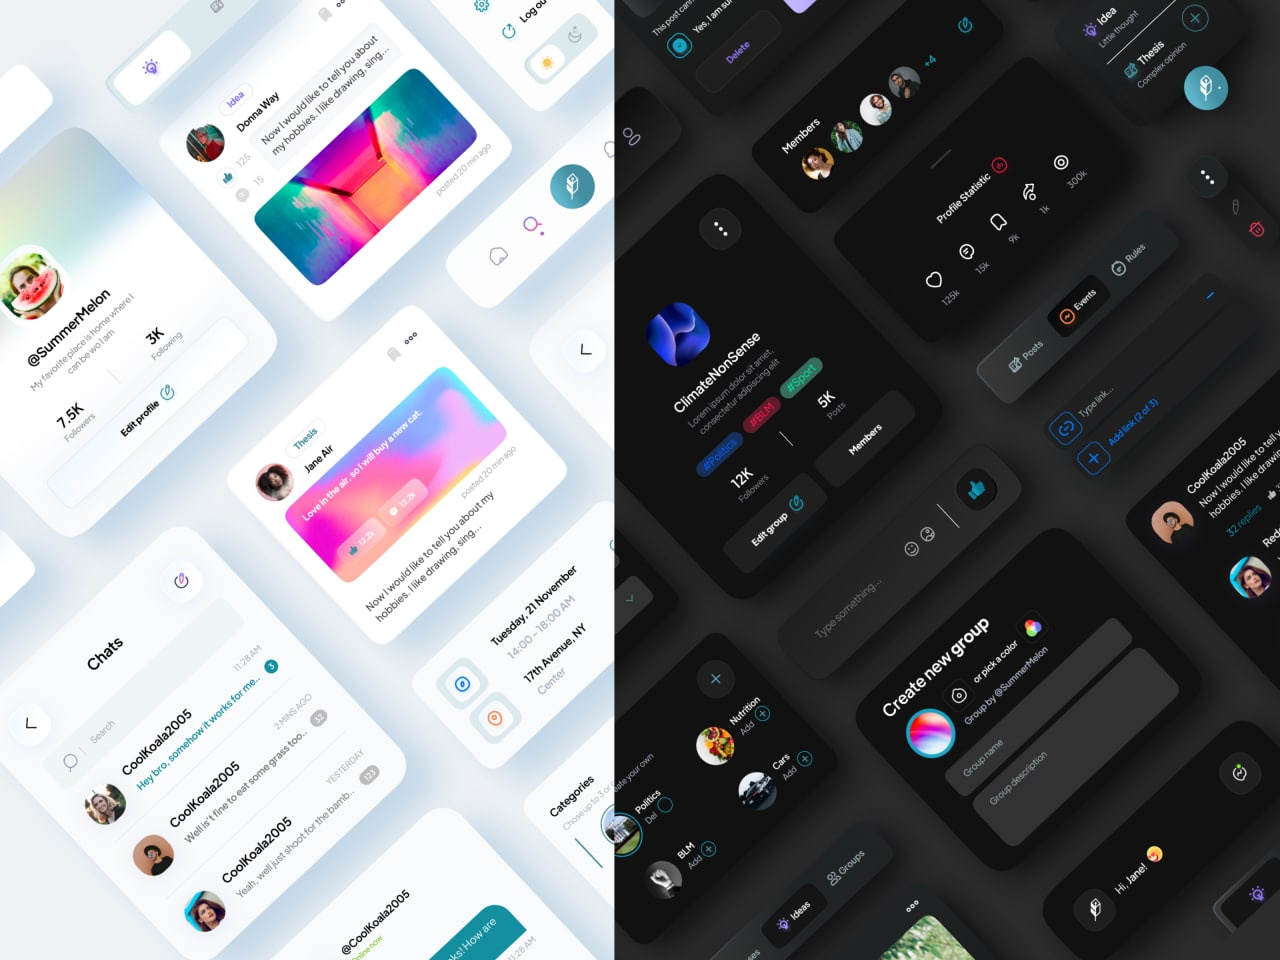 Idea
Donna Way
Now I would like to tell you about
my hobbies. I like drawing, sing...
125
15
posted 20 min ago
Log out
@SummerMelon
My favorite place is home where I
can be wo I am
7.5K
Followers
3K
Following
Edit profile
Thesis
Jane Air
Love in the air, so I will buy a new cat.
12.2k
12.2k
posted 20 min ago
Now I would like to tell you about my
hobbies. I like drawing, sing...
Chats
Search
CoolKoala2005
11:28 AM
Hey bro, somehow it works for me..
3
CoolKoala2005
2 MINS AGO
Well is't fine to eat some grass too..
32
CoolKoala2005
YESTERDAY
Yeah, well just shoot for the bamb..
123
Tuesday, 21 November
14:00 - 18:00 AM
17th Avenue, NY
Center
@CoolKoala2005
Online now
ks! How are
11:28 AM
Categories
Chose up to 3 or create your own
Politics
Del
BLM
Add
Nutrition
Add
Cars
Add
This post cann
Yes, I am sur
Delete
Members
+4
Idea
Little thought
Thesis
Complex opinion
Profile Statistic
125k
15k
9k
1k
300k
Posts
Events
Rules
ClimateNonSense
Lorem ipsum dolor sit amet,
consectetur adipiscing elit
#Politics
#BLM
#Sport
12K
Followers
5K
Posts
Edit group
Members
Type link...
Add link (2 of 3)
Type something...
CoolKoala2005
Now I would like to tell y
hobbies. I like drawing, s
32 replies
Create new group
or pick a color
Group by @SummerMelon
Group name
Group description
Hi, Jane!
Ideas
Groups